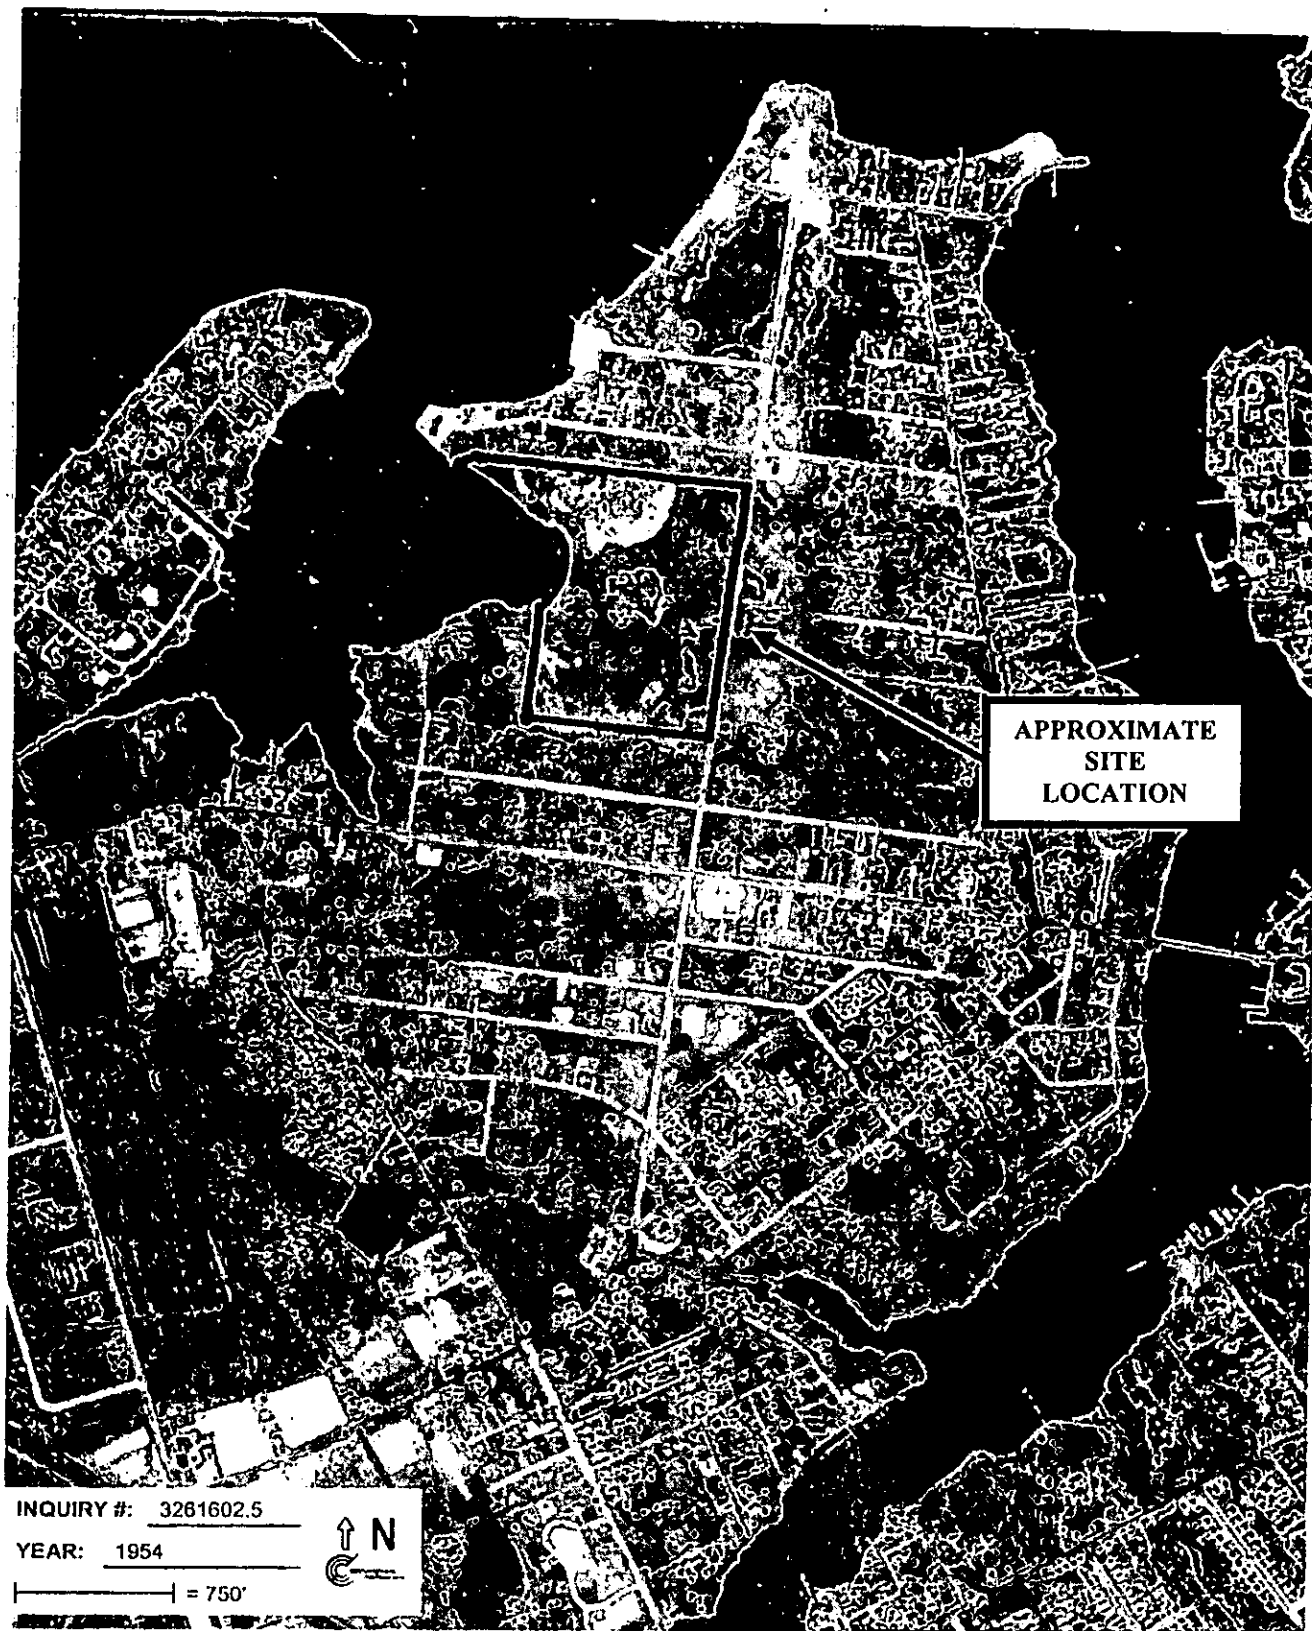 APPROXIMATE
SITE
LOCATION
INQUIRY #: 3261602.5
N
YEAR: 1954
= 750'